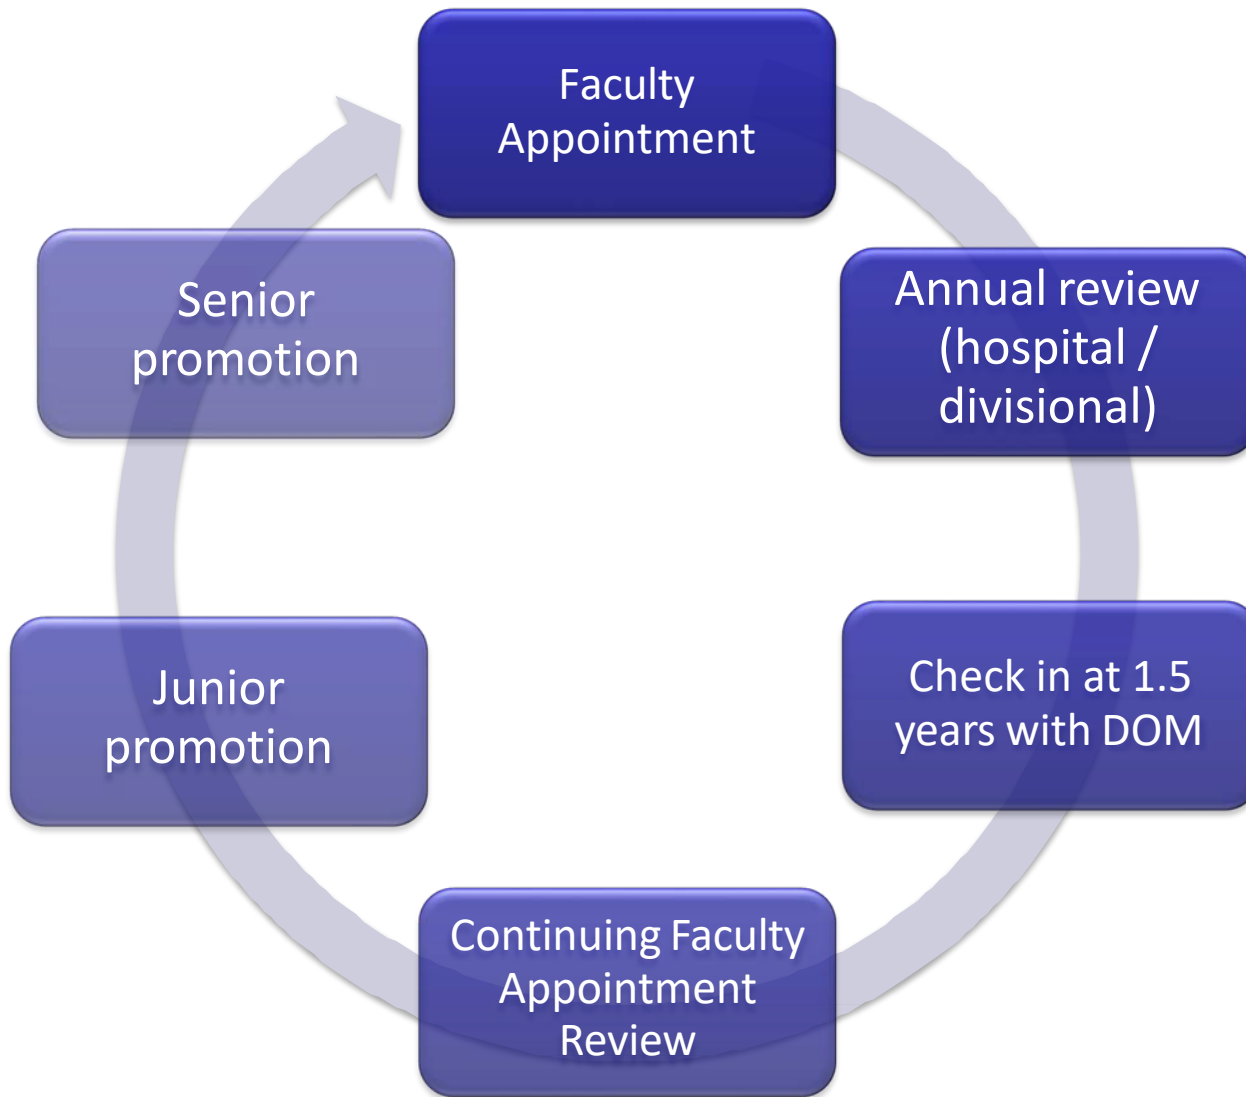 Faculty
Appointment
Annual review
(hospital /
divisional)
Check in at 1.5
years with DOM
Continuing Faculty
Appointment
Review
Junior
promotion
Senior
promotion